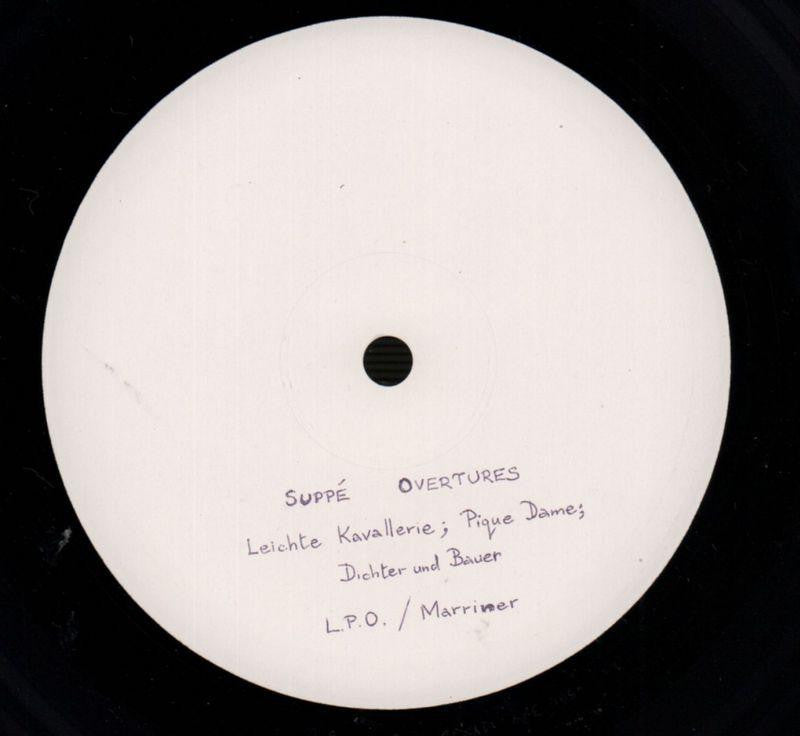 SUPPÉ OVERTURES
Leichte Kavallerie; Pique Dame;
Dichter und Bauer
L.P.O. / Marriner